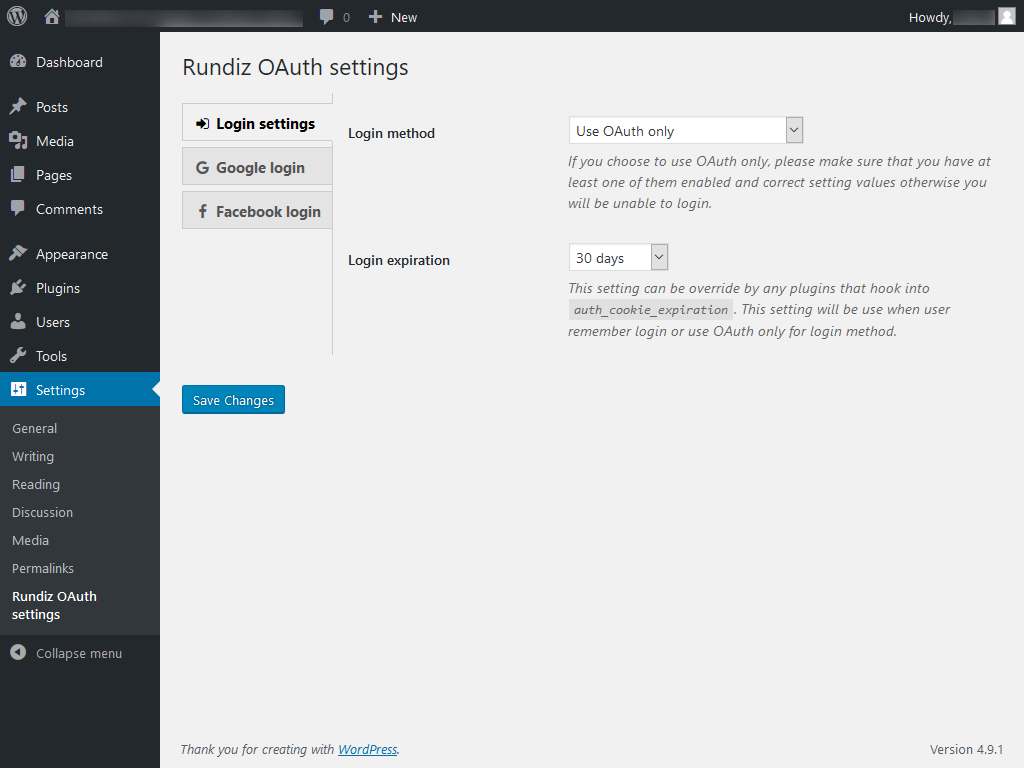 0 New Howdy,
Dashboard
Posts
Media
Pages
Comments
Appearance
Plugins
Users
Tools
Settings
General
Writing
Reading
Discussion
Media
Permalinks
Rundiz OAuth
settings
Collapse menu
Rundiz OAuth settings
Login settings
Google login
Facebook login
Login method
Use OAuth only
If you choose to use OAuth only, please make sure that you have at
least one of them enabled and correct setting values otherwise you
will be unable to login.
Login expiration
30 days
This setting can be override by any plugins that hook into
auth_cookie_expiration . This setting will be use when user
remember login or use OAuth only for login method.
Save Changes
Thank you for creating with WordPress.
Version 4.9.1